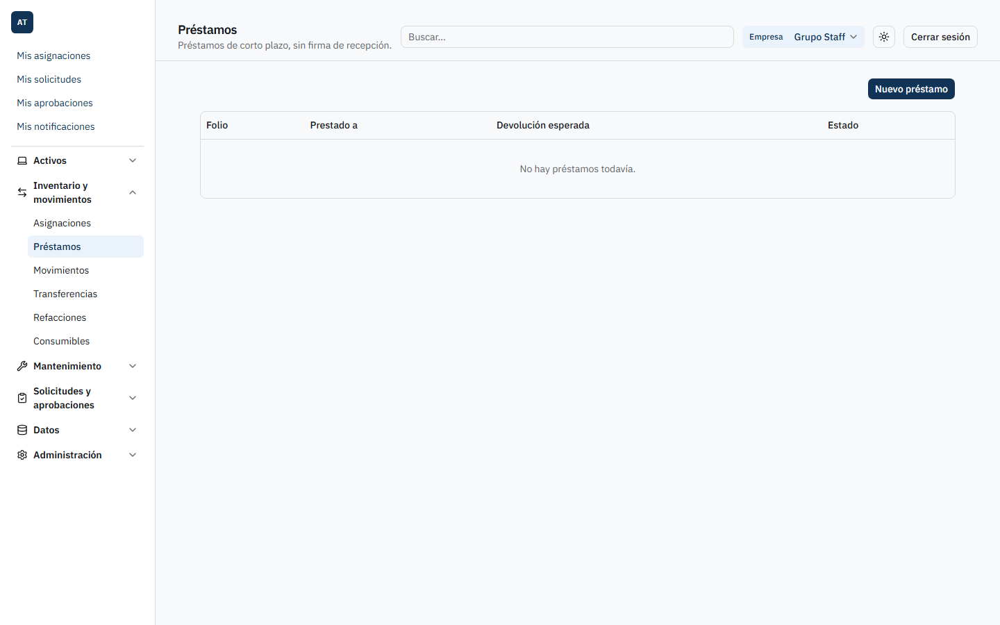 AT
Mis asignaciones
Mis solicitudes
Mis aprobaciones
Mis notificaciones
Activos
Inventario y
movimientos
Asignaciones
Préstamos
Movimientos
Transferencias
Refacciones
Consumibles
Mantenimiento
Solicitudes y
aprobaciones
Datos
Administración
Préstamos
Préstamos de corto plazo, sin firma de recepción.
Buscar...
Empresa Grupo Staff
Cerrar sesión
Nuevo préstamo
Folio Prestado a Devolución esperada Estado
No hay préstamos todavía.